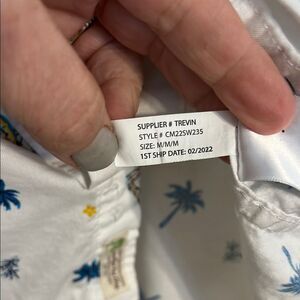 SUPPLIER # TREVIN
STYLE # CM22SW235
SIZE: M/M/M
1ST SHIP DATE: 02/2022